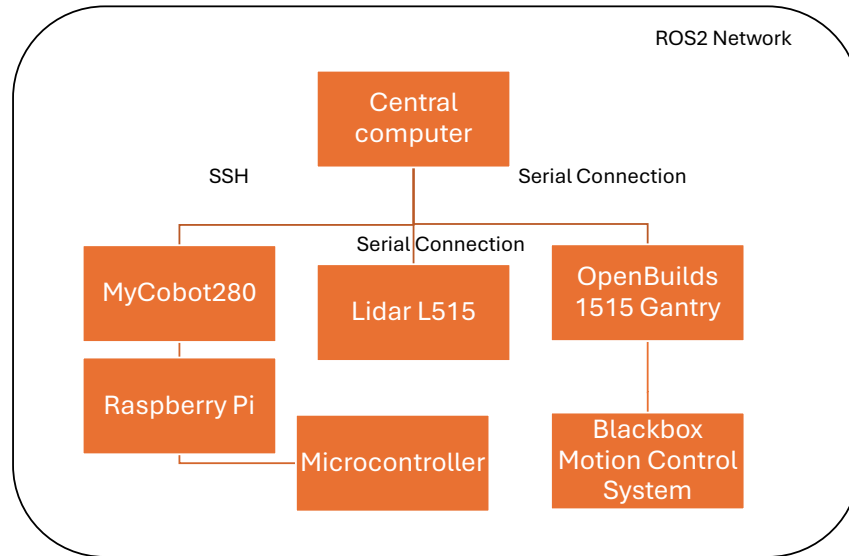 ROS2 Network
Central
computer
SSH
Serial Connection
Serial Connection
MyCobot280
Lidar L515
OpenBuilds
1515 Gantry
Raspberry Pi
Microcontroller
Blackbox
Motion Control
System